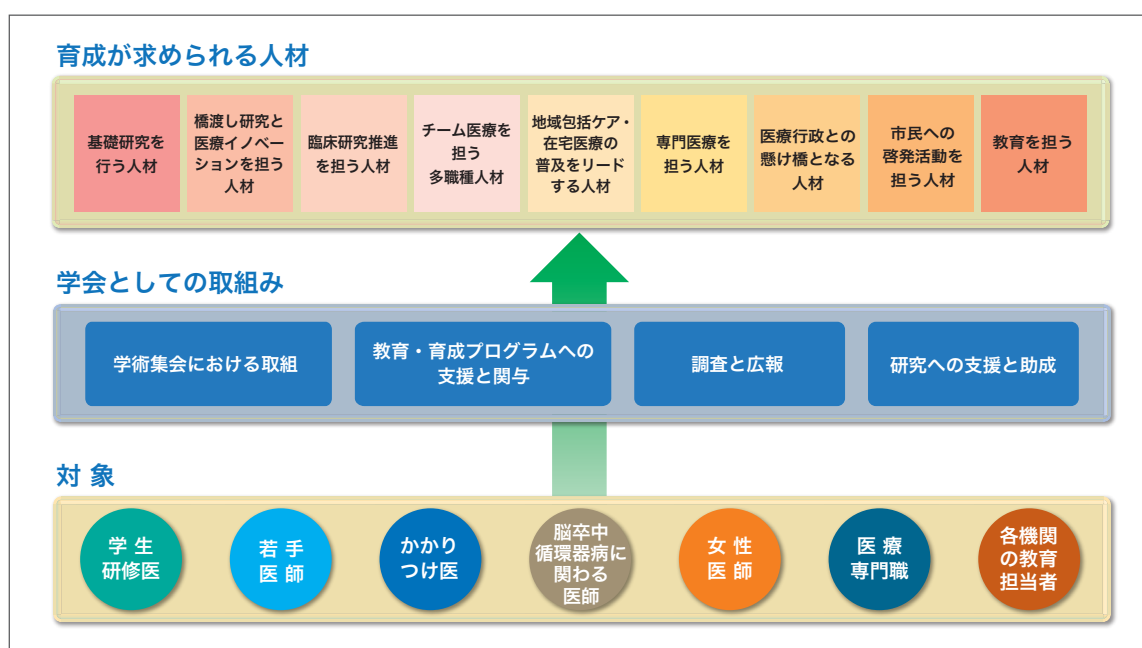 育成が求められる人材
基礎研究を
行う人材
橋渡し研究と
医療イノベー
ションを担う
人材
臨床研究推進
を担う人材
チーム医療を
担う
多職種人材
地域包括ケア・
在宅医療の
普及をリード
する人材
専門医療を
担う人材
医療行政との
懸け橋となる
人材
市民への
啓発活動を
担う人材
教育を担う
人材
学会としての取組み
学術集会における取組
教育・育成プログラムへの
支援と関与
調査と広報
研究への支援と助成
対 象
学 生
研修医
若 手
医 師
かかり
つけ医
脳卒中
循環器病に
関わる
医師
女 性
医 師
医 療
専門職
各機関
の教育
担当者